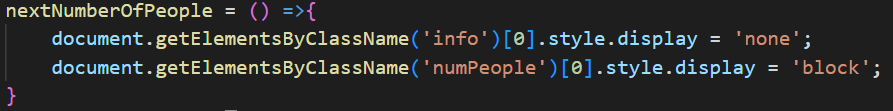 nextNumberOfPeople = () =>{
    document.getElementsByClassName('info')[0].style.display = 'none';
    document.getElementsByClassName('numPeople')[0].style.display = 'block';
}